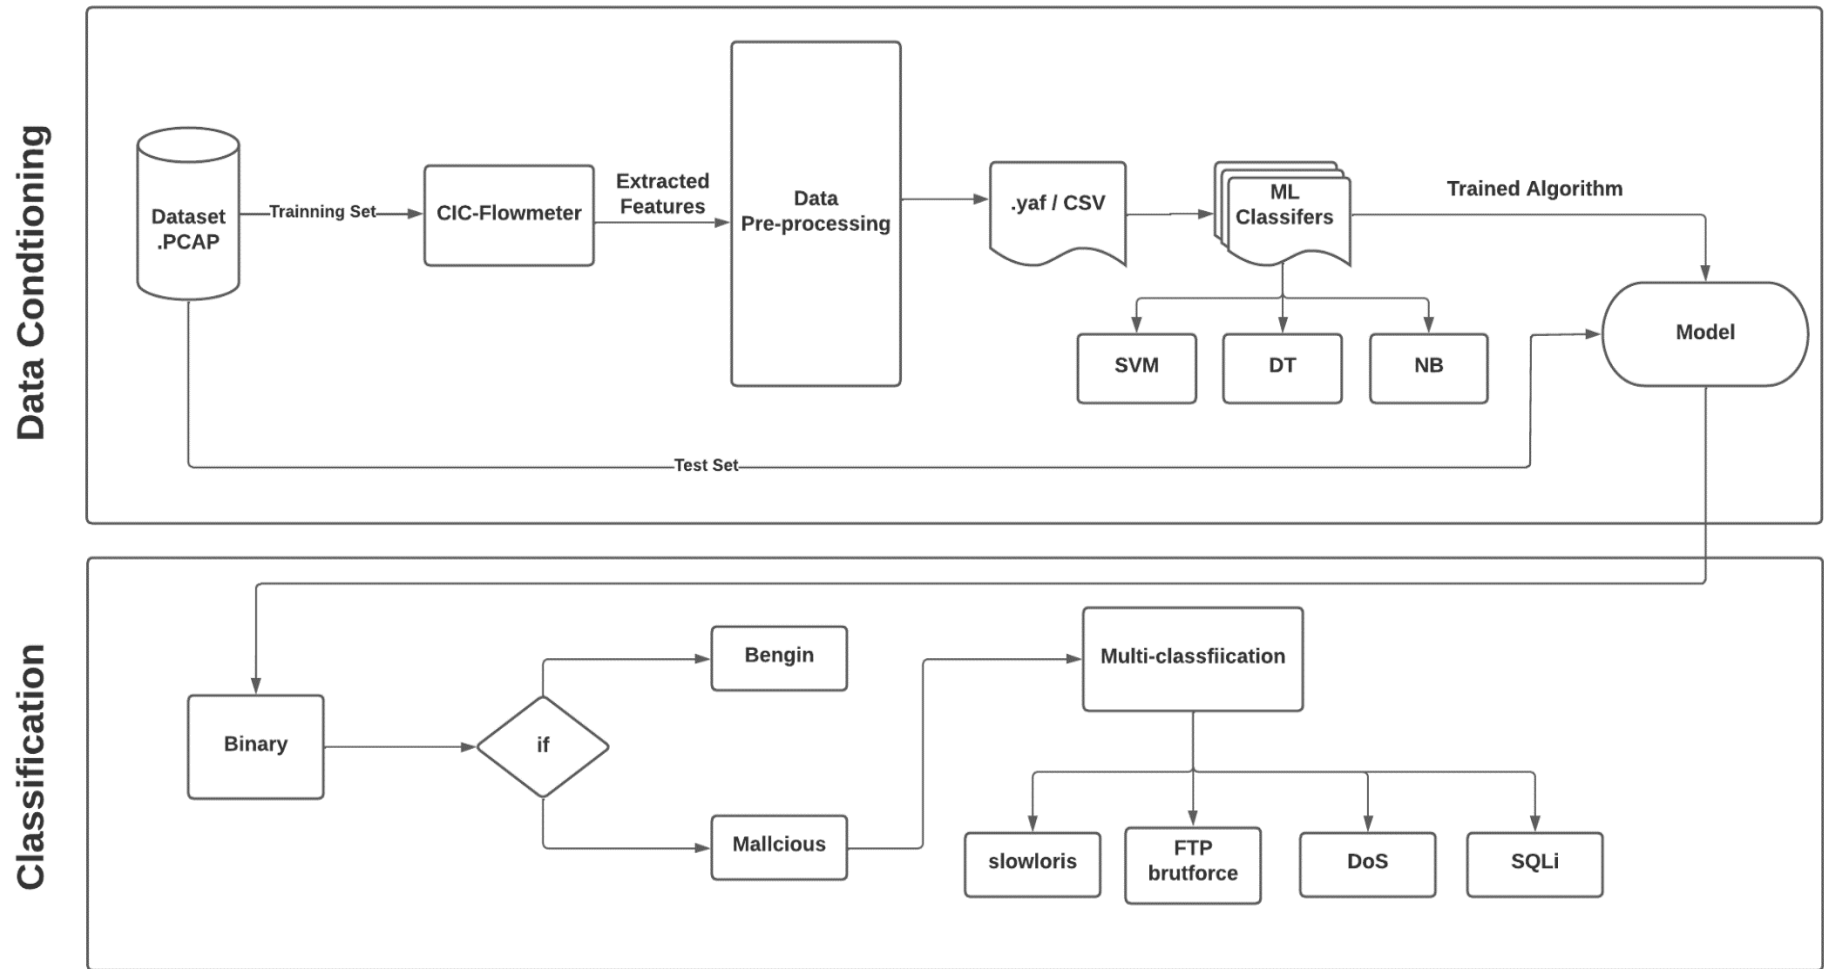 Data Condtioning
Dataset
.PCAP
Trainning Set
CIC-Flowmeter
Extracted
Features
Data
Pre-processing
.yaf / CSV
ML
Classifers
Trained Algorithm
SVM
DT
NB
Model
Test Set
Classification
Binary
if
Bengin
Mallcious
Multi-classfiication
slowloris
FTP
brutforce
DoS
SQLi